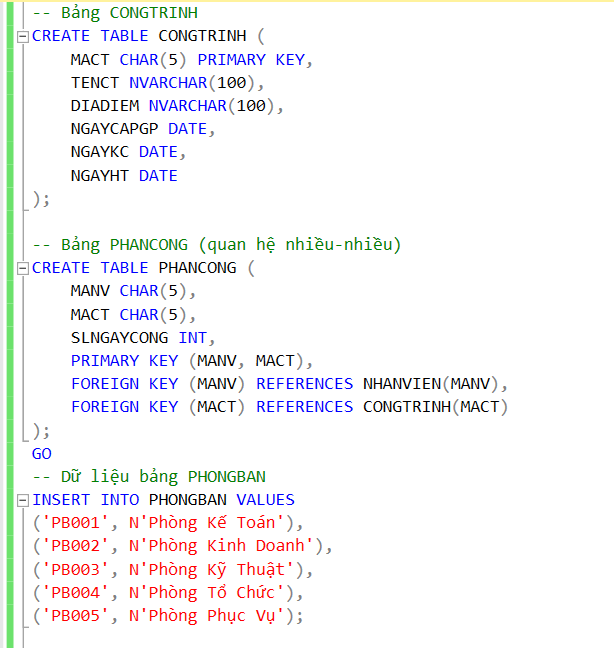 -- Bảng CONGTRINH
CREATE TABLE CONGTRINH (
MACT CHAR(5) PRIMARY KEY,
TENCT NVARCHAR(100),
DIADIEM NVARCHAR(100),
NGAYCAPGP DATE,
NGAYKC DATE,
NGAYHT DATE
);
-- Bảng PHANCONG (quan hệ nhiều-nhiều)
CREATE TABLE PHANCONG (
MANV CHAR(5),
MACT CHAR(5),
SLNGAYCONG INT,
PRIMARY KEY (MANV, MACT),
FOREIGN KEY (MANV) REFERENCES NHANVIEN(MANV),
FOREIGN KEY (MACT) REFERENCES CONGTRINH(MACT)
);
GO
-- Dữ liệu bảng PHONGBAN
INSERT INTO PHONGBAN VALUES
('PB001', N'Phòng Kế Toán'),
('PB002', N'Phòng Kinh Doanh'),
('PB003', N'Phòng Kỹ Thuật'),
('PB004', N'Phòng Tổ Chức'),
('PB005', N'Phòng Phục Vụ');